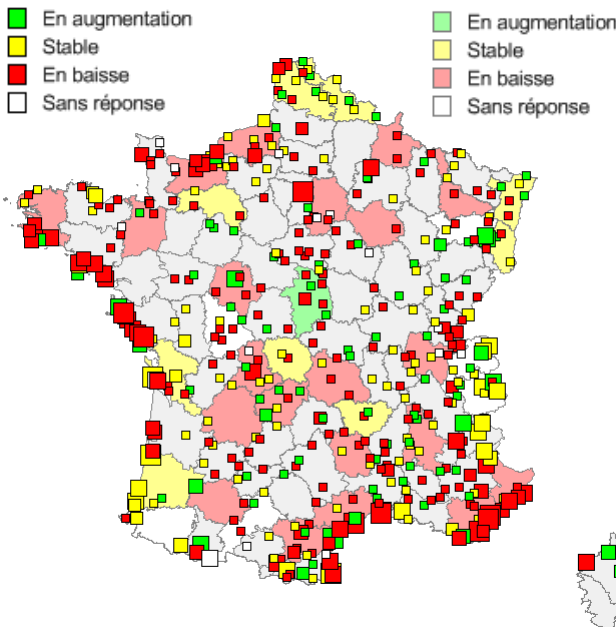 En augmentation
Stable
En baisse
Sans réponse
En augmentation
Stable
En baisse
Sans réponse